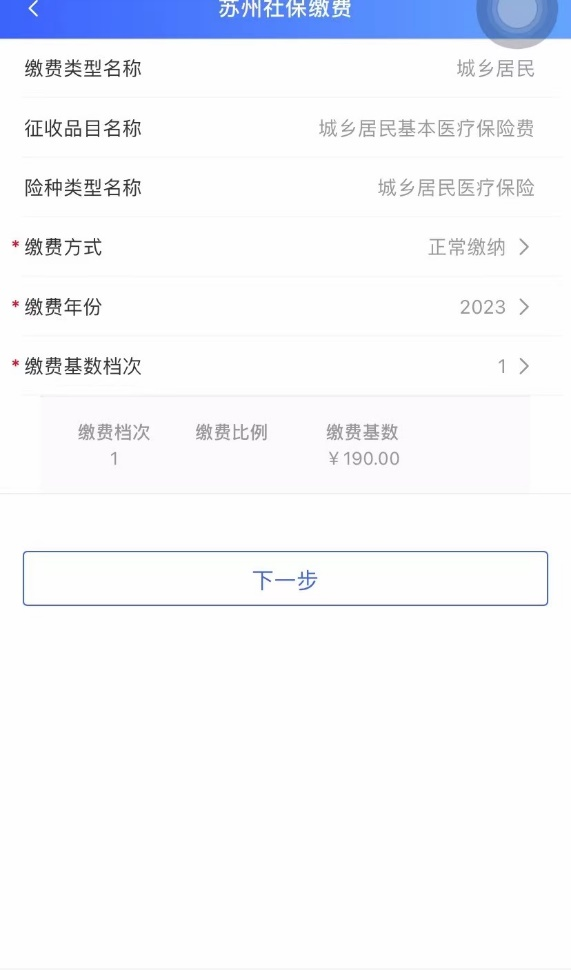 苏州社保缴费
缴费类型名称 城乡居民
征收品目名称 城乡居民基本医疗保险费
险种类型名称 城乡居民医疗保险
* 缴费方式 正常缴纳
* 缴费年份 2023
* 缴费基数档次 1
缴费档次 缴费比例 缴费基数
1 ￥190.00
下一步